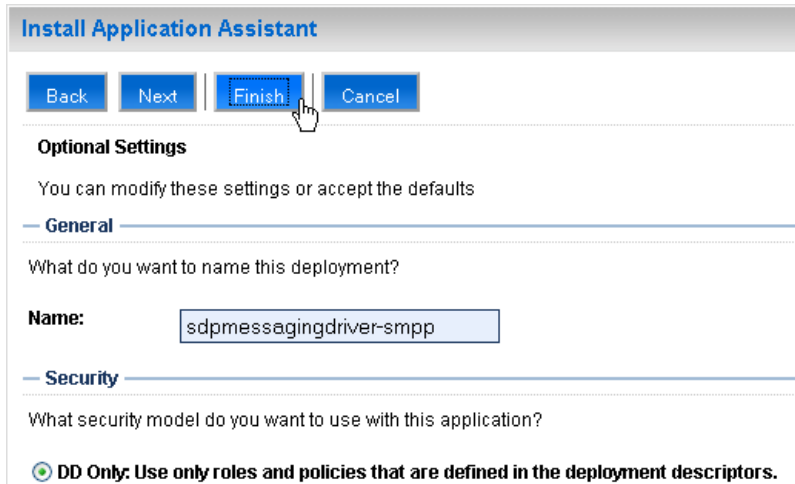 Install Application Assistant
Back Next Finish Cancel
Optional Settings
You can modify these settings or accept the defaults
General
What do you want to name this deployment?
Name: sdpmessagingdriver-smpp
Security
What security model do you want to use with this application?
DD Only: Use only roles and policies that are defined in the deployment descriptors.